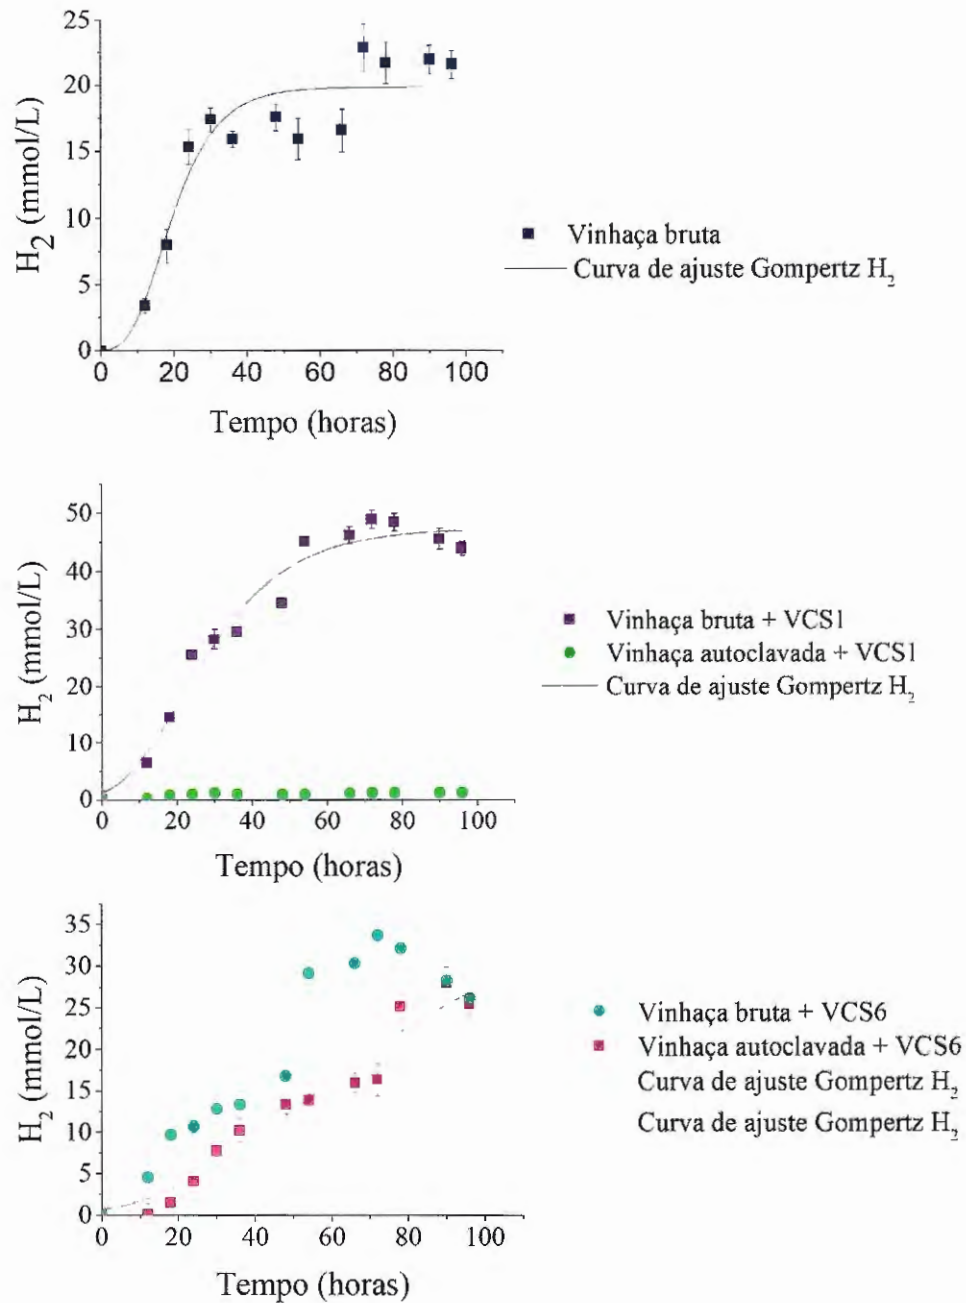 25
20
15
10
5
0
H₂ (mmol/L)
0 20 40 60 80 100
Tempo (horas)
Vinhaça bruta
Curva de ajuste Gompertz H₂
50
40
30
20
10
0
H₂ (mmol/L)
0 20 40 60 80 100
Tempo (horas)
Vinhaça bruta + VCS1
Vinhaça autoclavada + VCS1
Curva de ajuste Gompertz H₂
35
30
25
20
15
10
5
0
H₂ (mmol/L)
0 20 40 60 80 100
Tempo (horas)
Vinhaça bruta + VCS6
Vinhaça autoclavada + VCS6
Curva de ajuste Gompertz H₂
Curva de ajuste Gompertz H₂